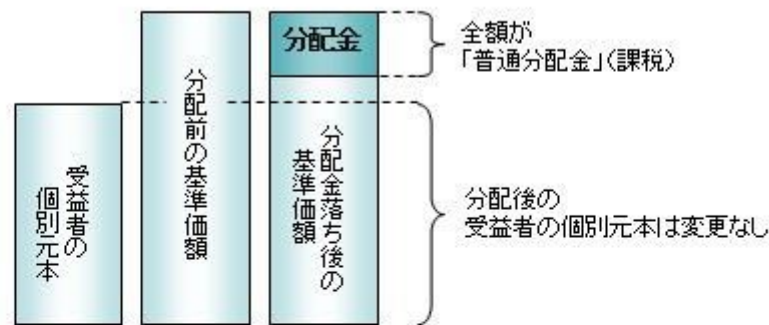 受益者の
個別元本
分配前の基準価額
分配金
分配金落ち後の
基準価額
全額が
「普通分配金」(課税)
分配後の
受益者の個別元本は変更なし